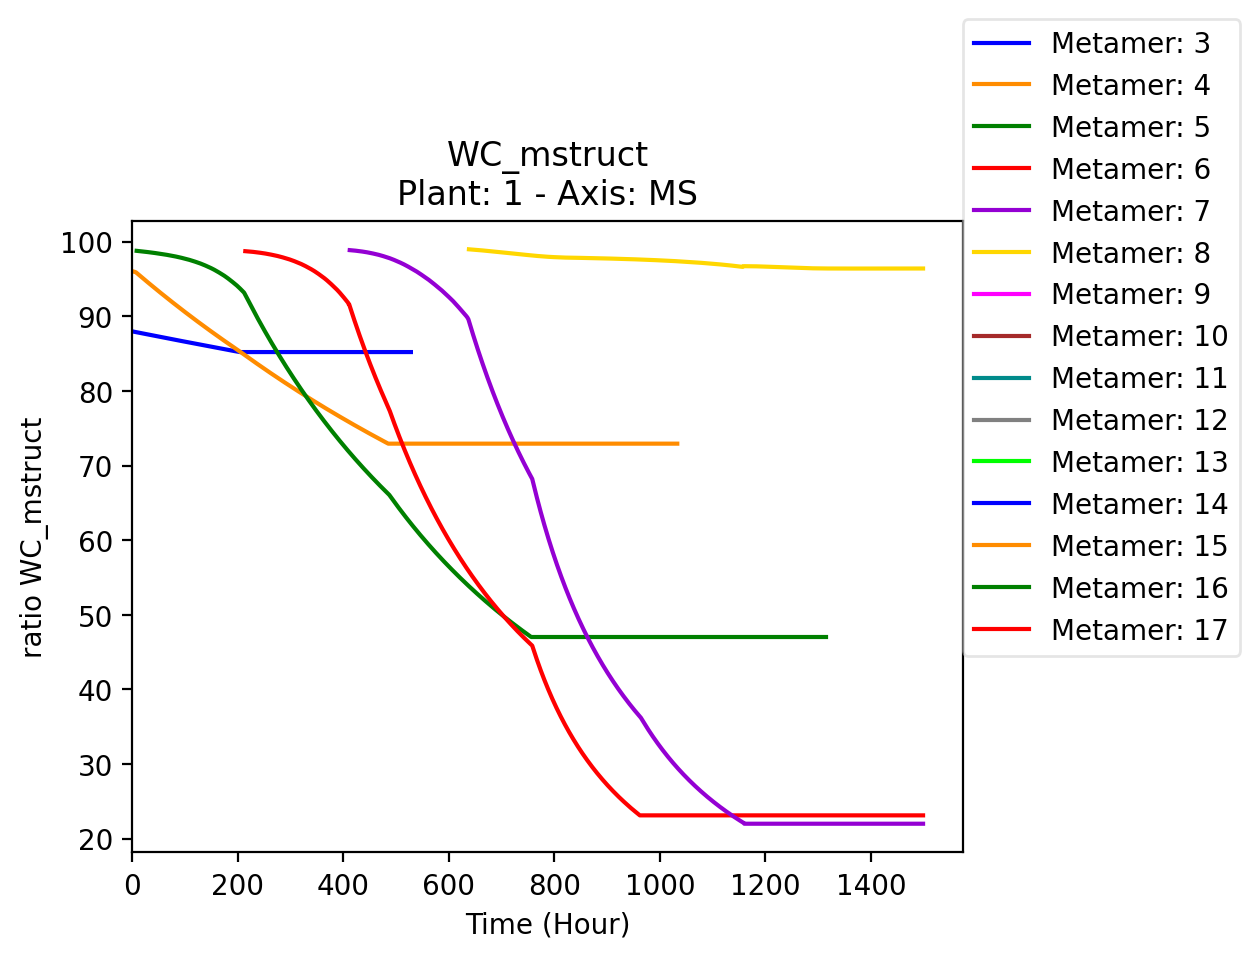 WC_mstruct
Plant: 1 - Axis: MS
ratio WC_mstruct
100
90
80
70
60
50
40
30
20
0 200 400 600 800 1000 1200 1400
Time (Hour)
Metamer: 3
Metamer: 4
Metamer: 5
Metamer: 6
Metamer: 7
Metamer: 8
Metamer: 9
Metamer: 10
Metamer: 11
Metamer: 12
Metamer: 13
Metamer: 14
Metamer: 15
Metamer: 16
Metamer: 17